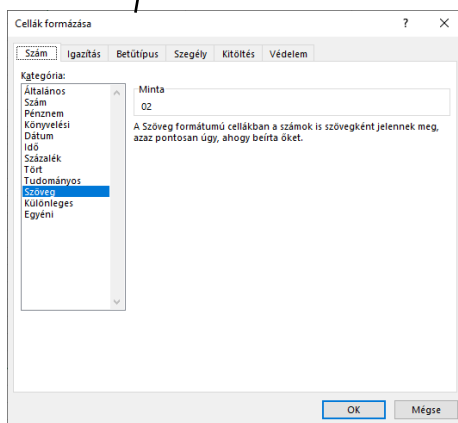 Cellák formázása ? ×
Szám Igazítás Betűtípus Szegély Kitöltés Védelem
Kategória:
Általános
Szám
Pénznem
Könyvelési
Dátum
Idő
Százalék
Tört
Tudományos
Szöveg
Különleges
Egyéni
Minta
02
A Szöveg formátumú cellákban a számok is szövegként jelennek meg,
azaz pontosan úgy, ahogy beírta őket.
OK Mégse